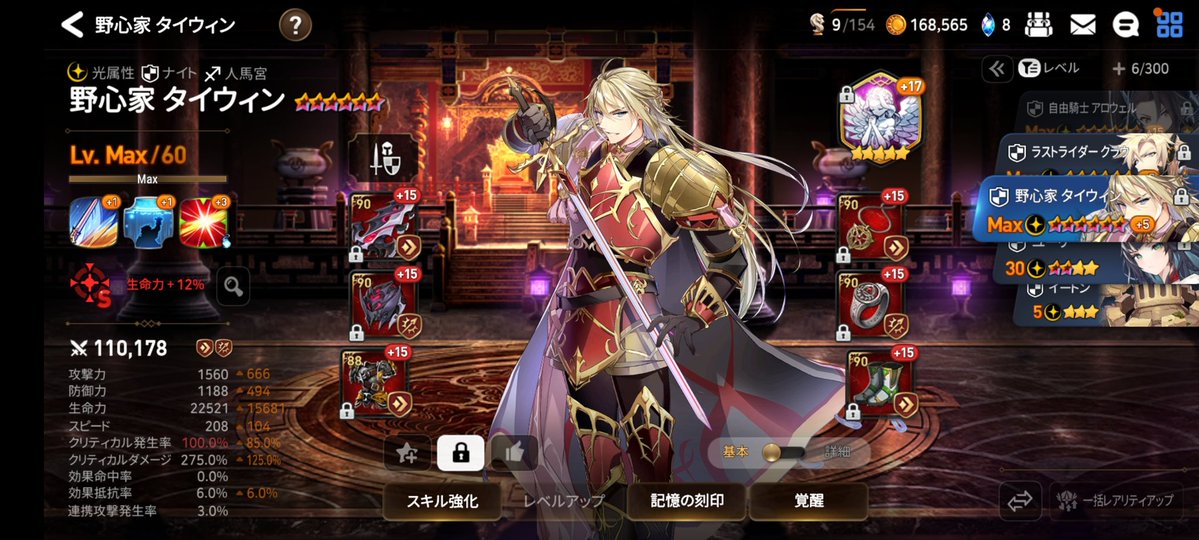 野心家 タイウィン
?
9/154
168,565
8
光属性 ナイト 人馬宮
野心家 タイウィン
Lv. Max/60
Max
+1
+1
+3
S
生命力 + 12%
110,178
攻撃力 1560 666
防御力 1188 494
生命力 22521
スピード 208 104
クリティカル発生率 100.0% 85.0%
クリティカルダメージ 275.0% 125.0%
効果命中率 0.0%
効果抵抗率 6.0% 6.0%
連携攻撃発生率 3.0%
90 +15
90 +15
88 +15
+17
90 +15
90 +15
90 +15
基本 詳細
スキル強化
レベルアップ
記憶の刻印
覚醒
レベル
+ 6/300
自由騎士 アロウェル
ラストライダー クラウ
野心家 タイウィ
Max +5
30
イートン
5
一括レアリティアップ